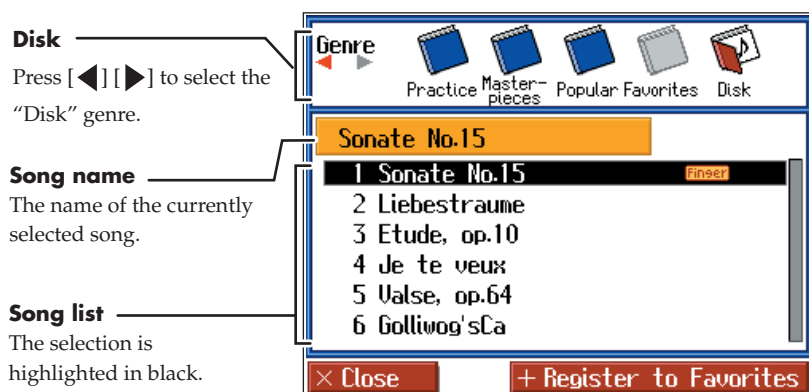 Disk
Press [◀] [▶] to select the
“Disk” genre.
Song name
The name of the currently
selected song.
Song list
The selection is
highlighted in black.
Genre
Practice
Master-
pieces
Popular
Favorites
Disk
Sonate No.15
1 Sonate No.15 Finger
2 Liebestraume
3 Etude, op.10
4 Je te veux
5 Valse, op.64
6 Golliwog'sCa
× Close
+ Register to Favorites